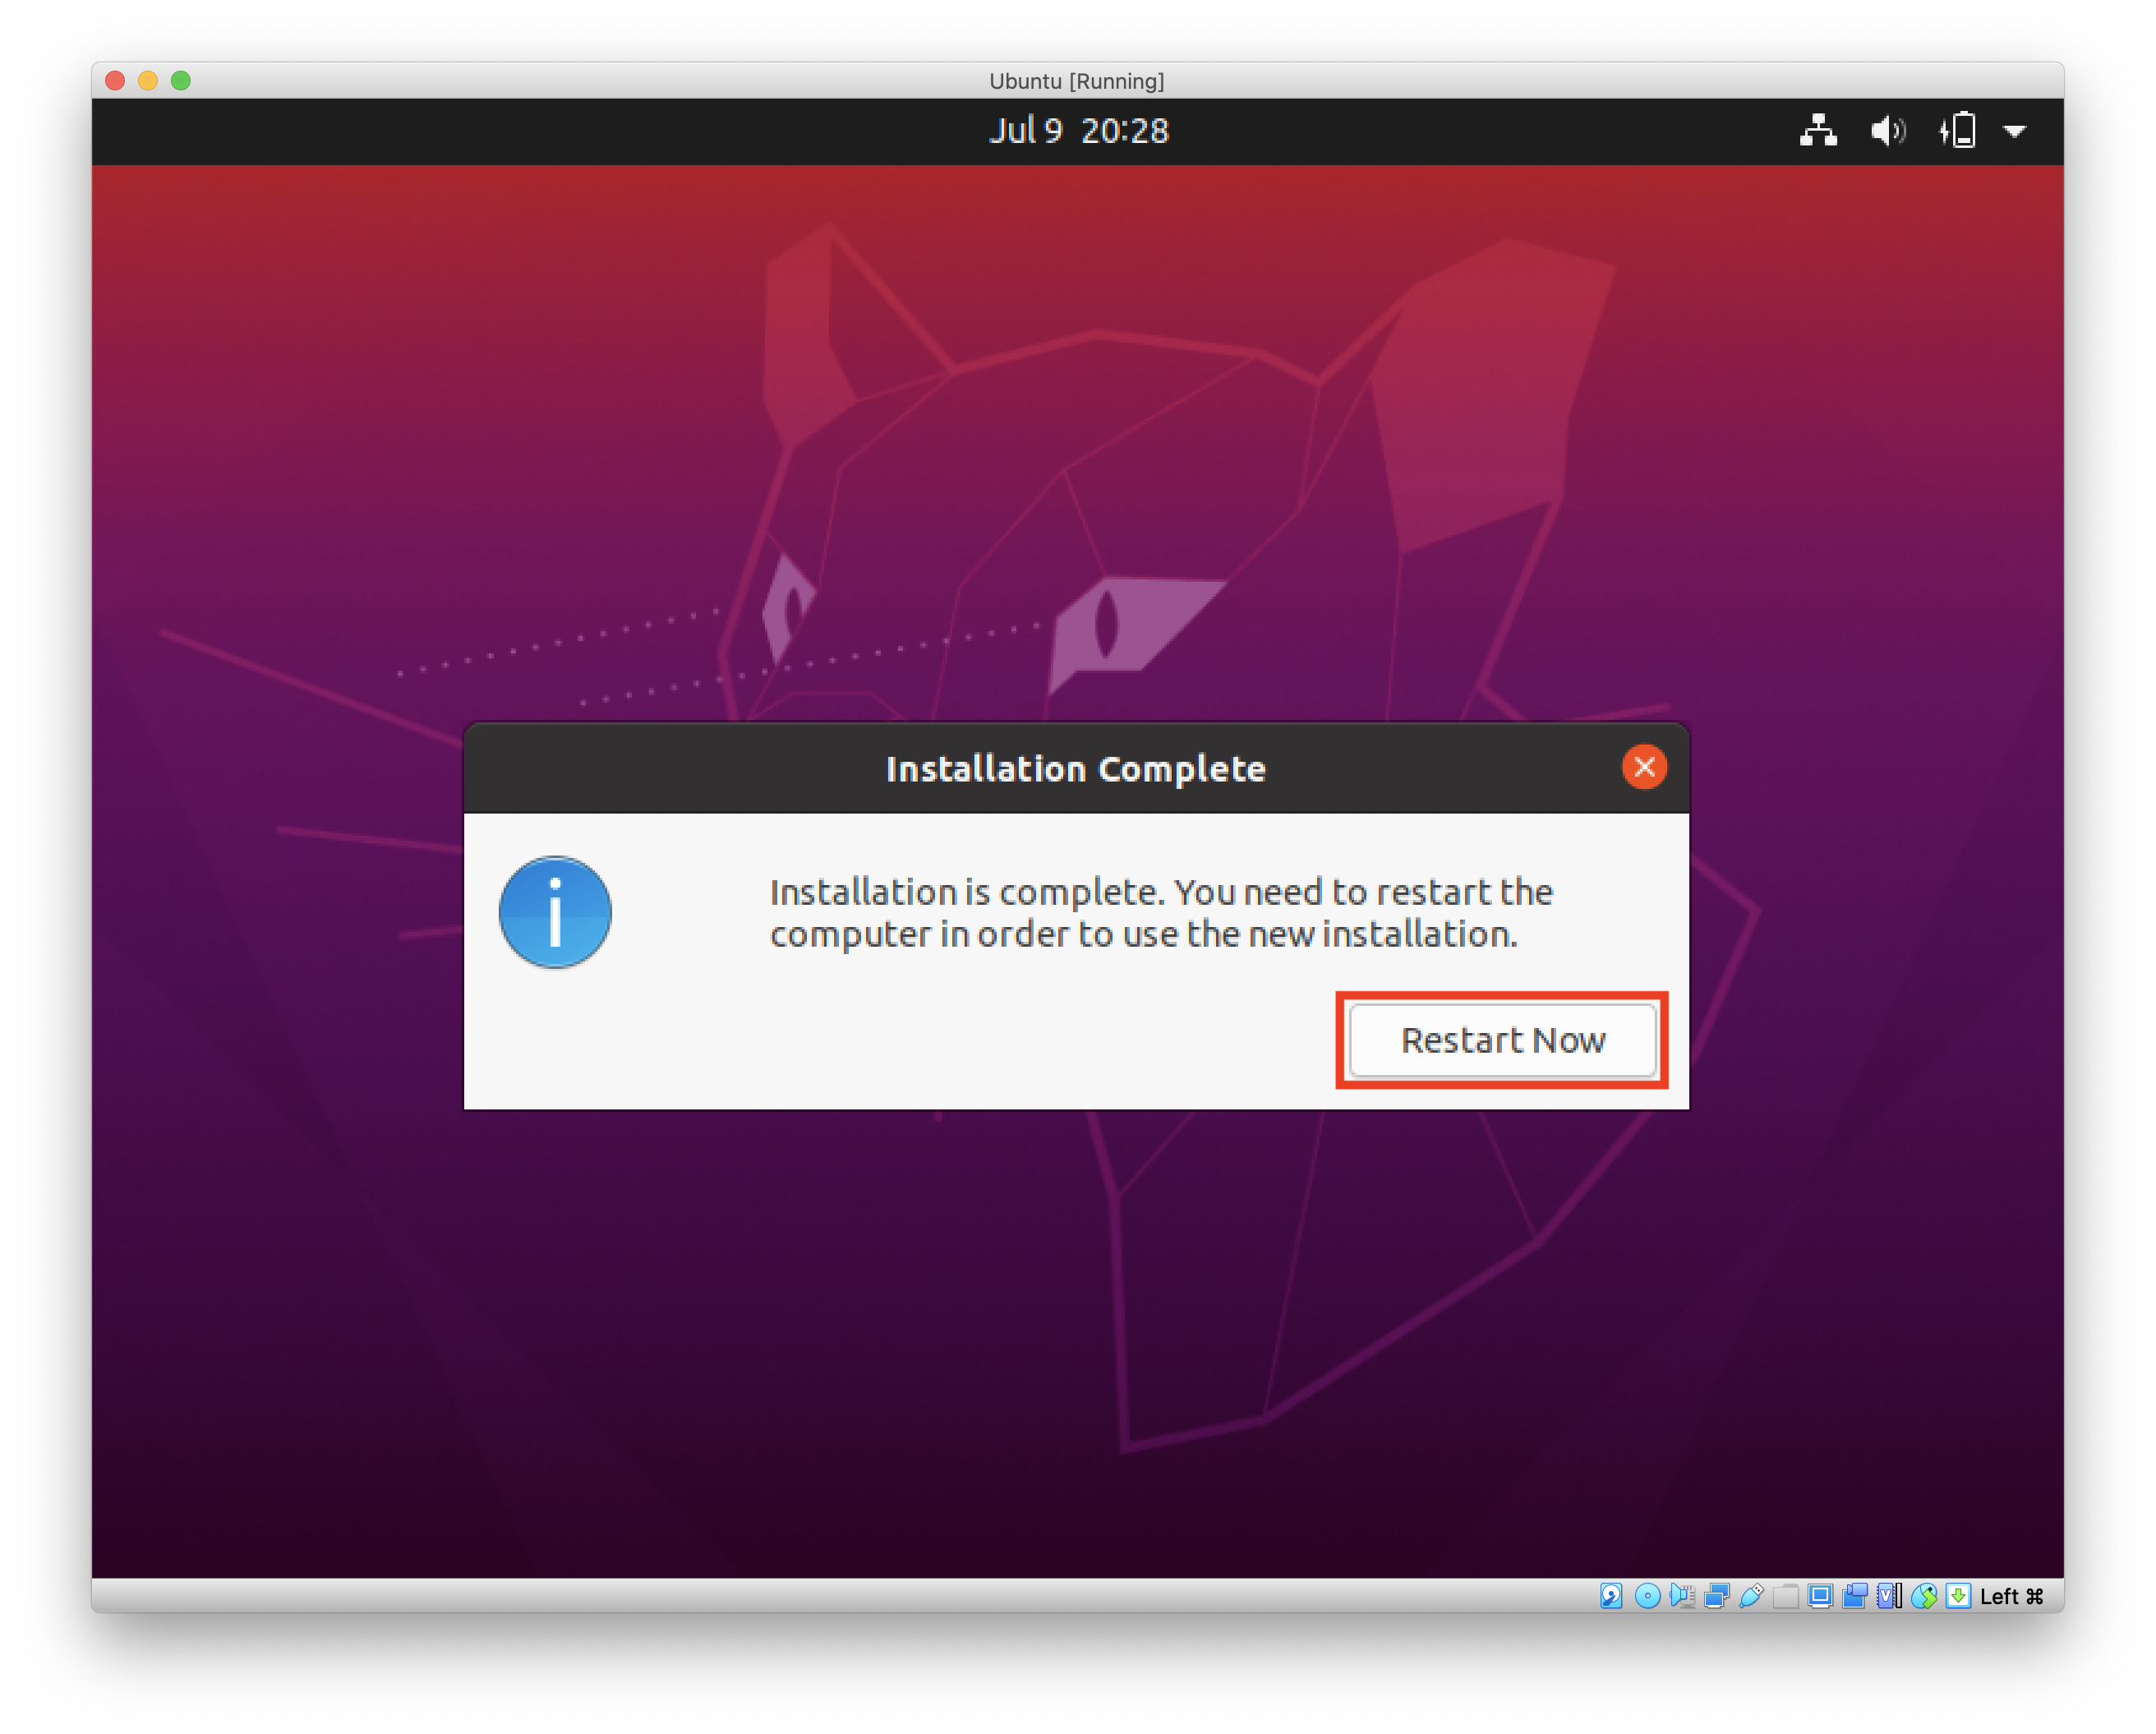 Ubuntu [Running]
Jul 9 20:28
Installation Complete
Installation is complete. You need to restart the
computer in order to use the new installation.
Restart Now
Left ⌘